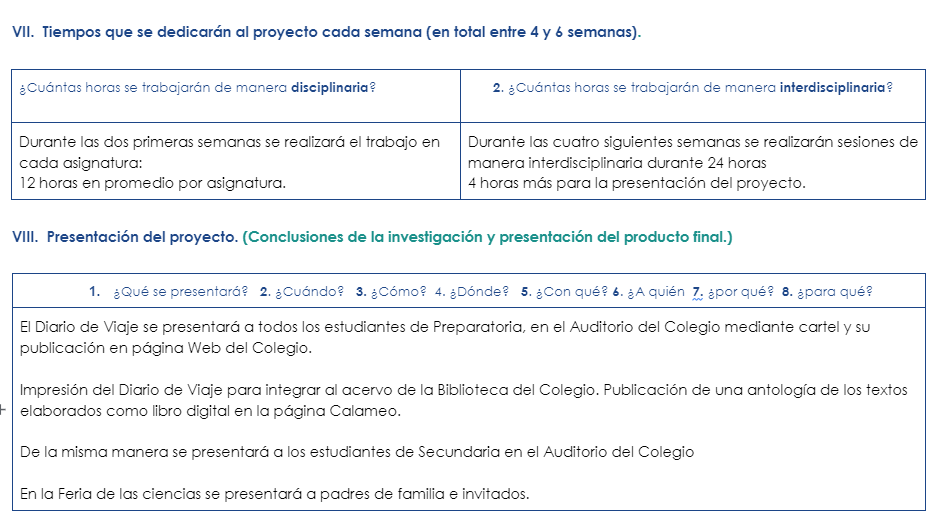 VII. Tiempos que se dedicarán al proyecto cada semana (en total entre 4 y 6 semanas).
¿Cuántas horas se trabajarán de manera disciplinaria?
2. ¿Cuántas horas se trabajarán de manera interdisciplinaria?
Durante las dos primeras semanas se realizará el trabajo en
cada asignatura:
12 horas en promedio por asignatura.
Durante las cuatro siguientes semanas se realizarán sesiones de
manera interdisciplinaria durante 24 horas
4 horas más para la presentación del proyecto.
VIII. Presentación del proyecto. (Conclusiones de la investigación y presentación del producto final.)
1. ¿Qué se presentará? 2. ¿Cuándo? 3. ¿Cómo? 4. ¿Dónde? 5. ¿Con qué? 6. ¿A quién 7. ¿por qué? 8. ¿para qué?
El Diario de Viaje se presentará a todos los estudiantes de Preparatoria, en el Auditorio del Colegio mediante cartel y su
publicación en página Web del Colegio.
Impresión del Diario de Viaje para integrar al acervo de la Biblioteca del Colegio. Publicación de una antología de los textos
elaborados como libro digital en la página Calameo.
De la misma manera se presentará a los estudiantes de Secundaria en el Auditorio del Colegio
En la Feria de las ciencias se presentará a padres de familia e invitados.